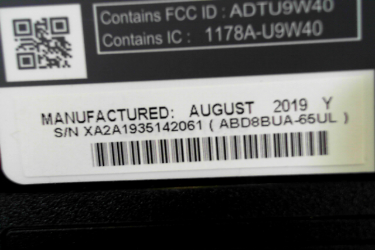 Contains FCC ID : ADTU9W40
Contains IC : 1178A-U9W40
MANUFACTURED: AUGUST 2019 Y
S/N XA2A1935142061 ( ABD8BUA-65UL )